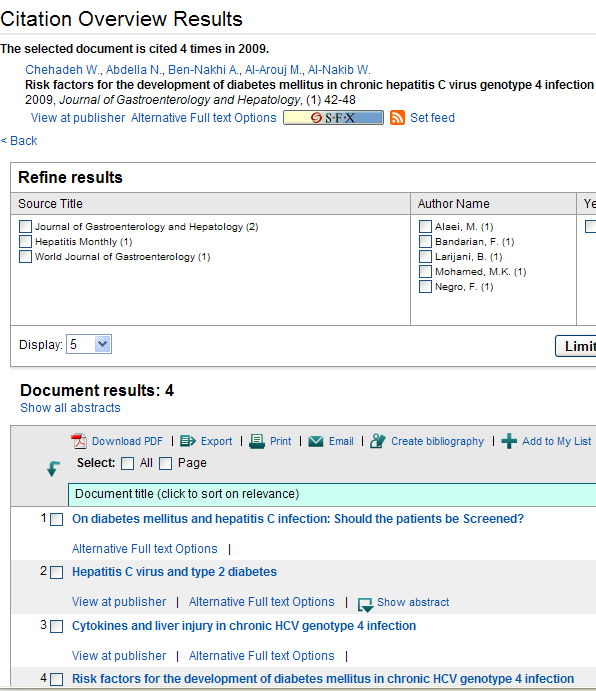 Citation Overview Results
The selected document is cited 4 times in 2009.
Chehadeh W., Abdella N., Ben-Nakhi A., Al-Arouj M., Al-Nakib W.
Risk factors for the development of diabetes mellitus in chronic hepatitis C virus genotype 4 infection
2009, Journal of Gastroenterology and Hepatology, (1) 42-48
View at publisher Alternative Full text Options S·F·X Set feed
< Back
Refine results
Source Title Author Name Ye
Journal of Gastroenterology and Hepatology (2) Alaei, M. (1)
Hepatitis Monthly (1) Bandarian, F. (1)
World Journal of Gastroenterology (1) Larijani, B. (1)
Mohamed, M.K. (1)
Negro, F. (1)
Display: 5 Limit
Document results: 4
Show all abstracts
Download PDF | Export | Print | Email | Create bibliography | Add to My List
Select: All Page
Document title (click to sort on relevance)
1 On diabetes mellitus and hepatitis C infection: Should the patients be Screened?
Alternative Full text Options |
2 Hepatitis C virus and type 2 diabetes
View at publisher | Alternative Full text Options | Show abstract
3 Cytokines and liver injury in chronic HCV genotype 4 infection
View at publisher | Alternative Full text Options |
4 Risk factors for the development of diabetes mellitus in chronic HCV genotype 4 infection